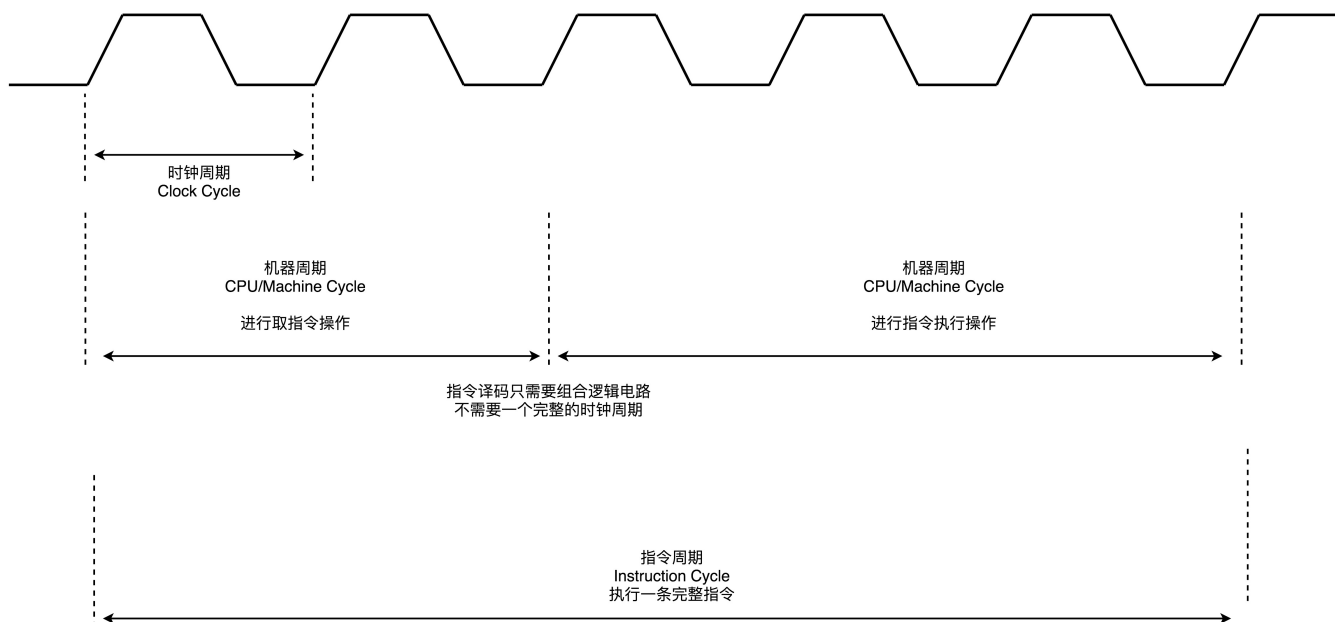 时钟周期
Clock Cycle
机器周期
CPU/Machine Cycle
进行取指令操作
机器周期
CPU/Machine Cycle
进行指令执行操作
指令译码只需要组合逻辑电路
不需要一个完整的时钟周期
指令周期
Instruction Cycle
执行一条完整指令